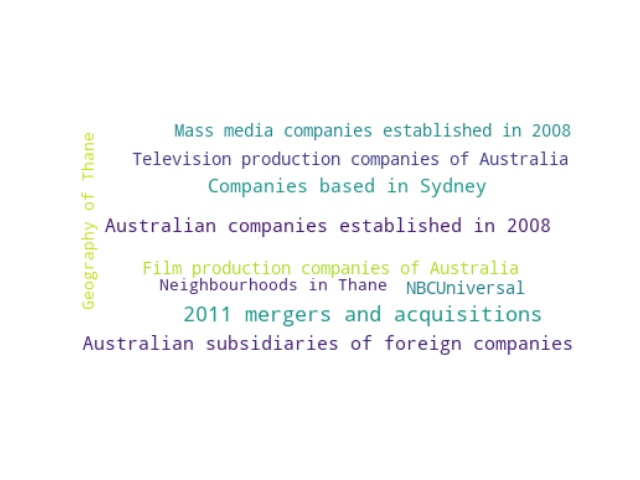 Mass media companies established in 2008
Television production companies of Australia
Companies based in Sydney
Geography of Thane
Australian companies established in 2008
Film production companies of Australia
Neighbourhoods in Thane
NBCUniversal
2011 mergers and acquisitions
Australian subsidiaries of foreign companies